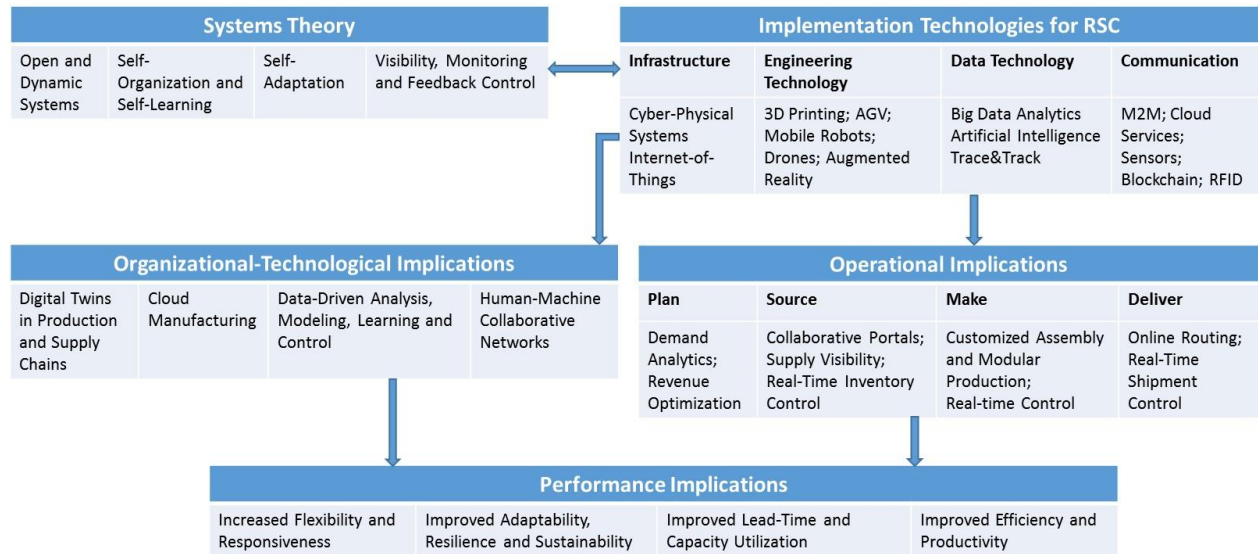 Systems Theory
Open and
Dynamic
Systems
Self-
Organization and
Self-Learning
Self-
Adaptation
Visibility, Monitoring
and Feedback Control
Implementation Technologies for RSC
Infrastructure
Engineering
Technology
Data Technology
Communication
Cyber-Physical
Systems
Internet-of-
Things
3D Printing; AGV;
Mobile Robots;
Drones; Augmented
Reality
Big Data Analytics
Artificial Intelligence
Trace&Track
M2M; Cloud
Services;
Sensors;
Blockchain; RFID
Organizational-Technological Implications
Digital Twins
in Production
and Supply
Chains
Cloud
Manufacturing
Data-Driven Analysis,
Modeling, Learning and
Control
Human-Machine
Collaborative
Networks
Operational Implications
Plan
Source
Make
Deliver
Demand
Analytics;
Revenue
Optimization
Collaborative Portals;
Supply Visibility;
Real-Time Inventory
Control
Customized Assembly
and Modular
Production;
Real-time Control
Online Routing;
Real-Time
Shipment
Control
Performance Implications
Increased Flexibility and
Responsiveness
Improved Adaptability,
Resilience and Sustainability
Improved Lead-Time and
Capacity Utilization
Improved Efficiency and
Productivity